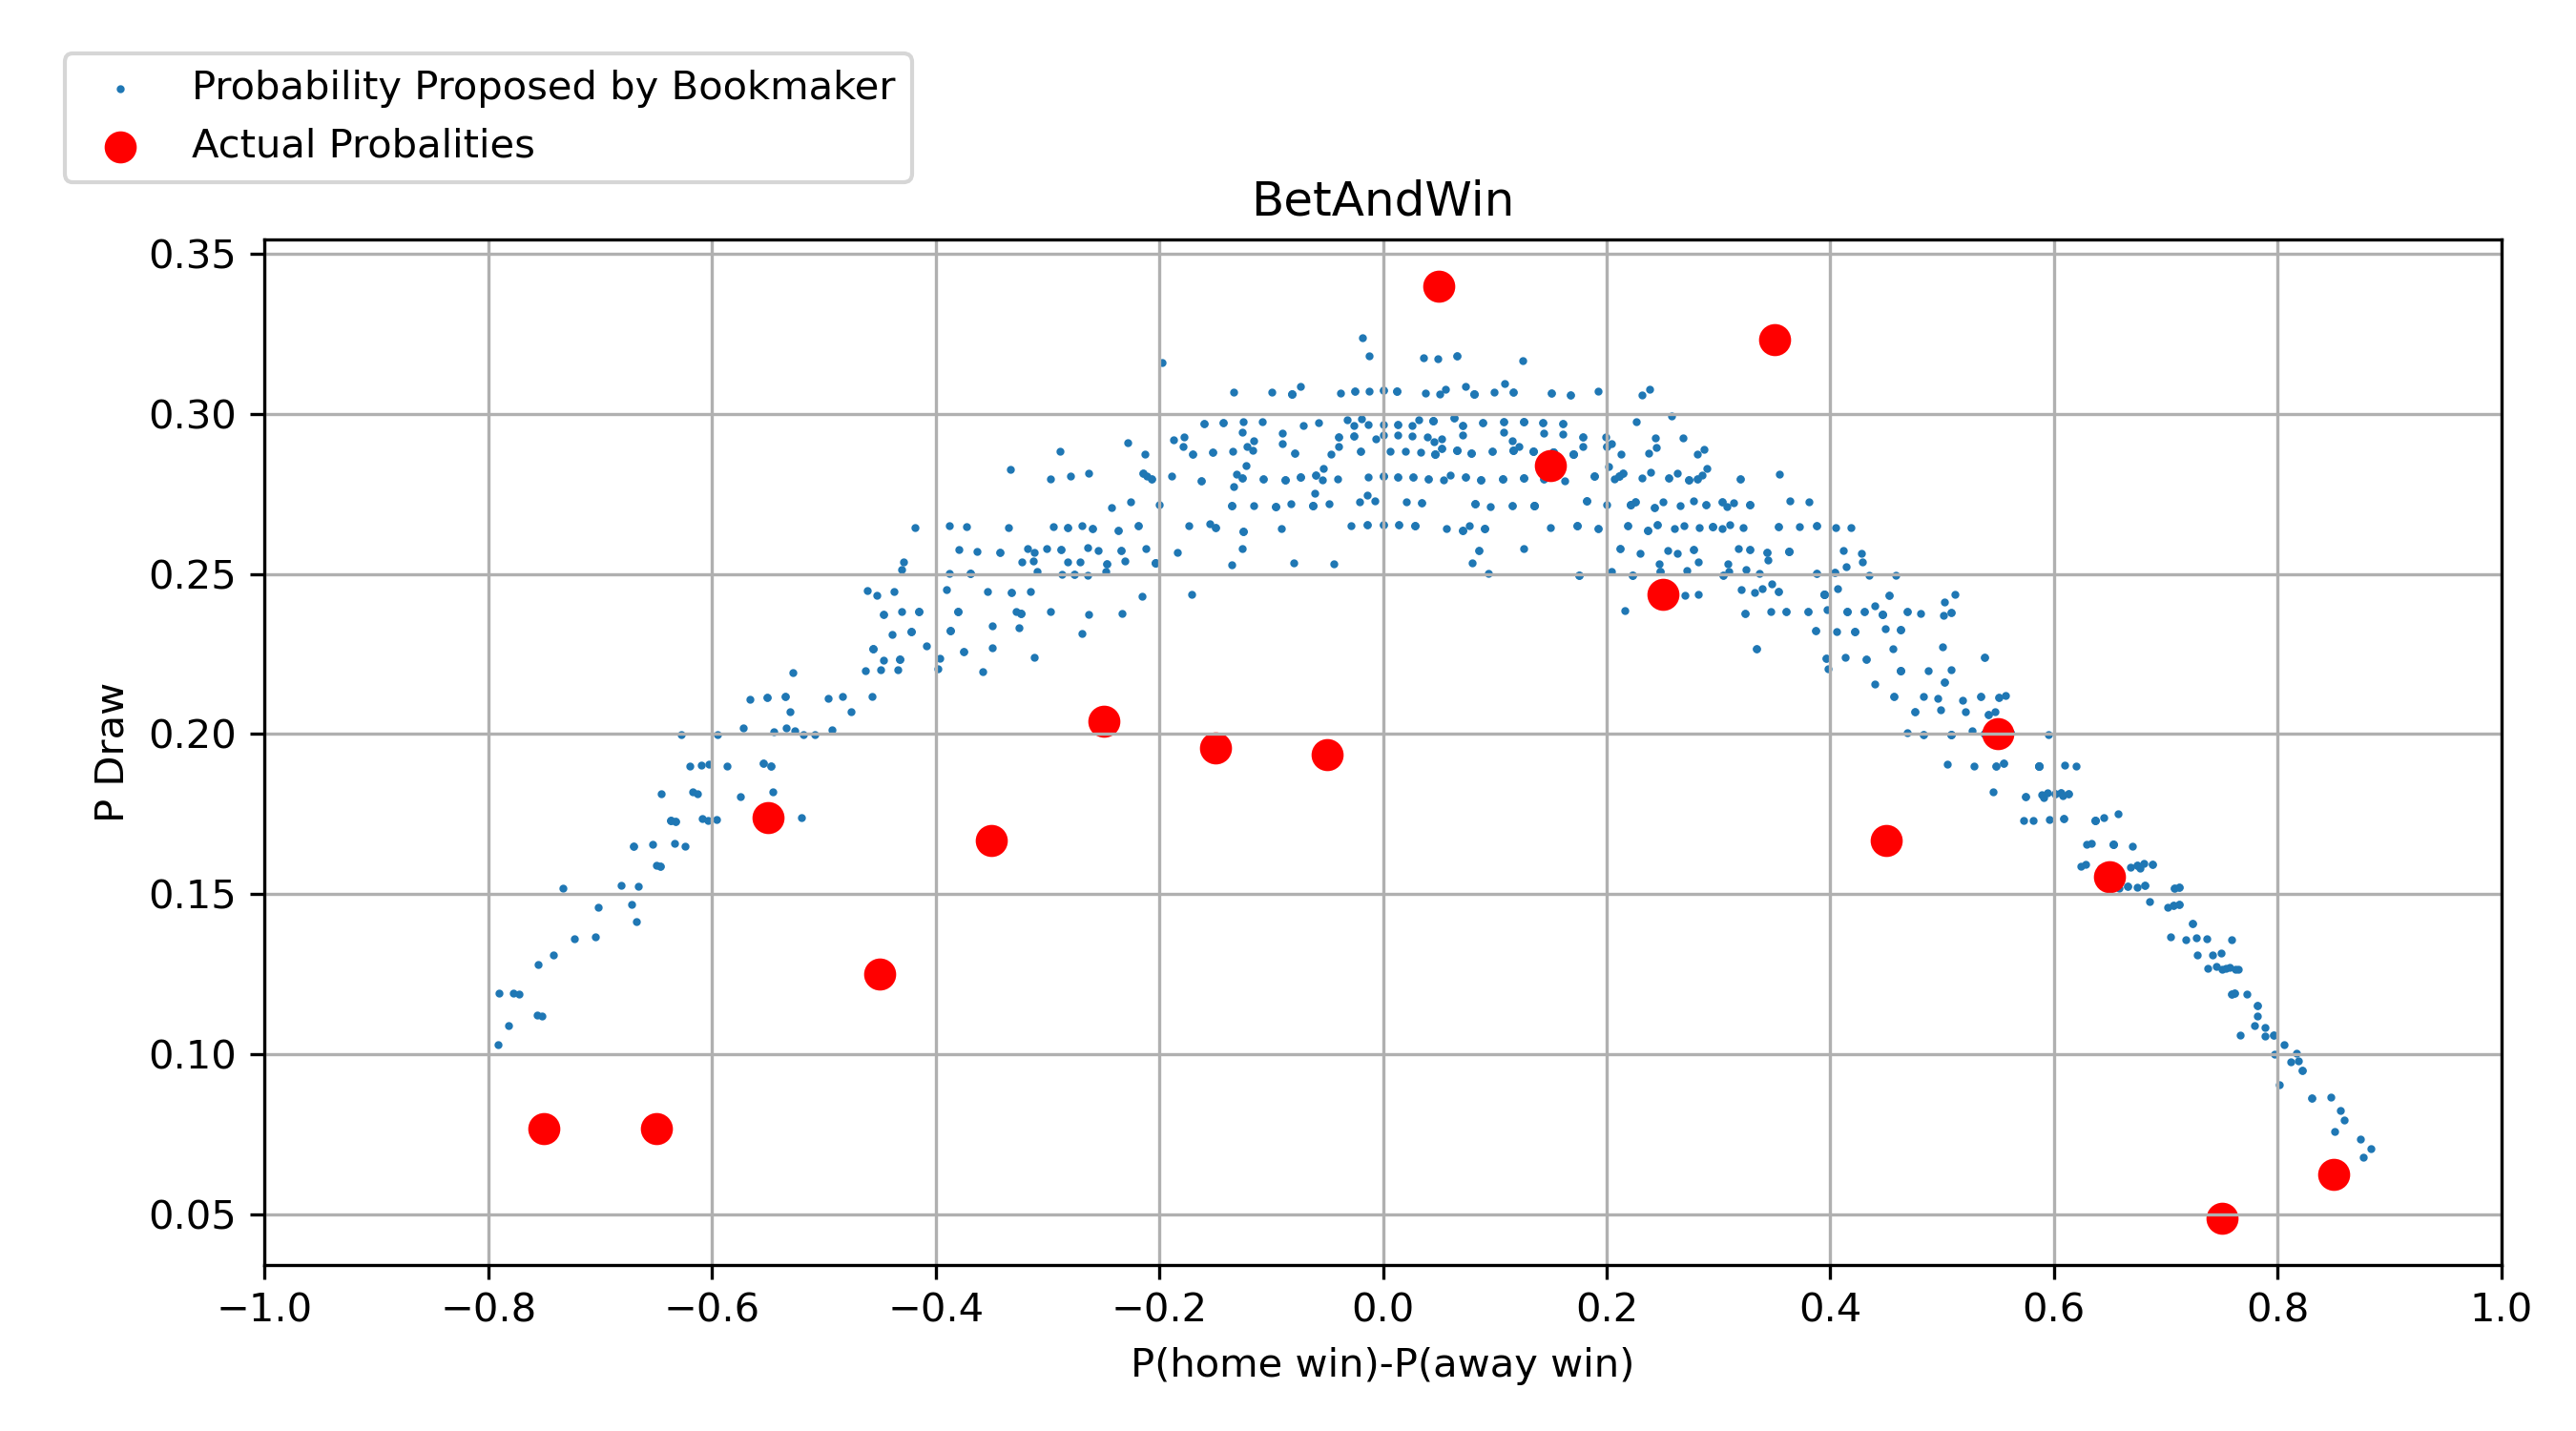 Probability Proposed by Bookmaker
Actual Probalities
BetAndWin
0.35
0.30
0.25
0.20
0.15
0.10
0.05
P Draw
−1.0 −0.8 −0.6 −0.4 −0.2 0.0 0.2 0.4 0.6 0.8 1.0
P(home win)-P(away win)